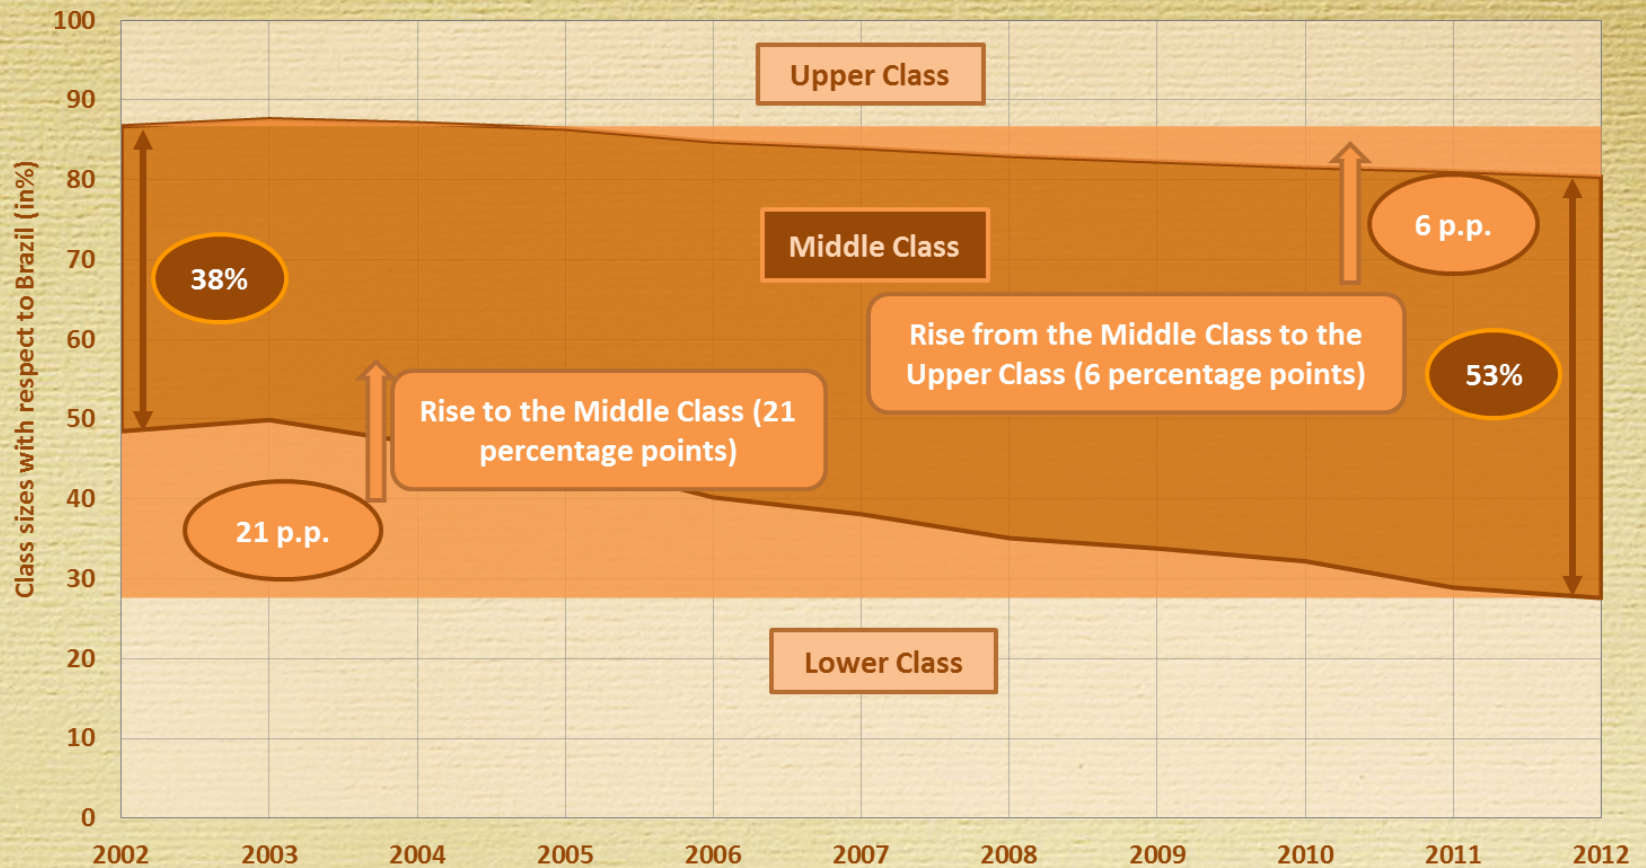 Class sizes with respect to Brazil (in%)
100
90
80
70
60
50
40
30
20
10
0
Upper Class
Middle Class
Lower Class
38%
21 p.p.
Rise to the Middle Class (21
percentage points)
Rise from the Middle Class to the
Upper Class (6 percentage points)
6 p.p.
53%
2002
2003
2004
2005
2006
2007
2008
2009
2010
2011
2012